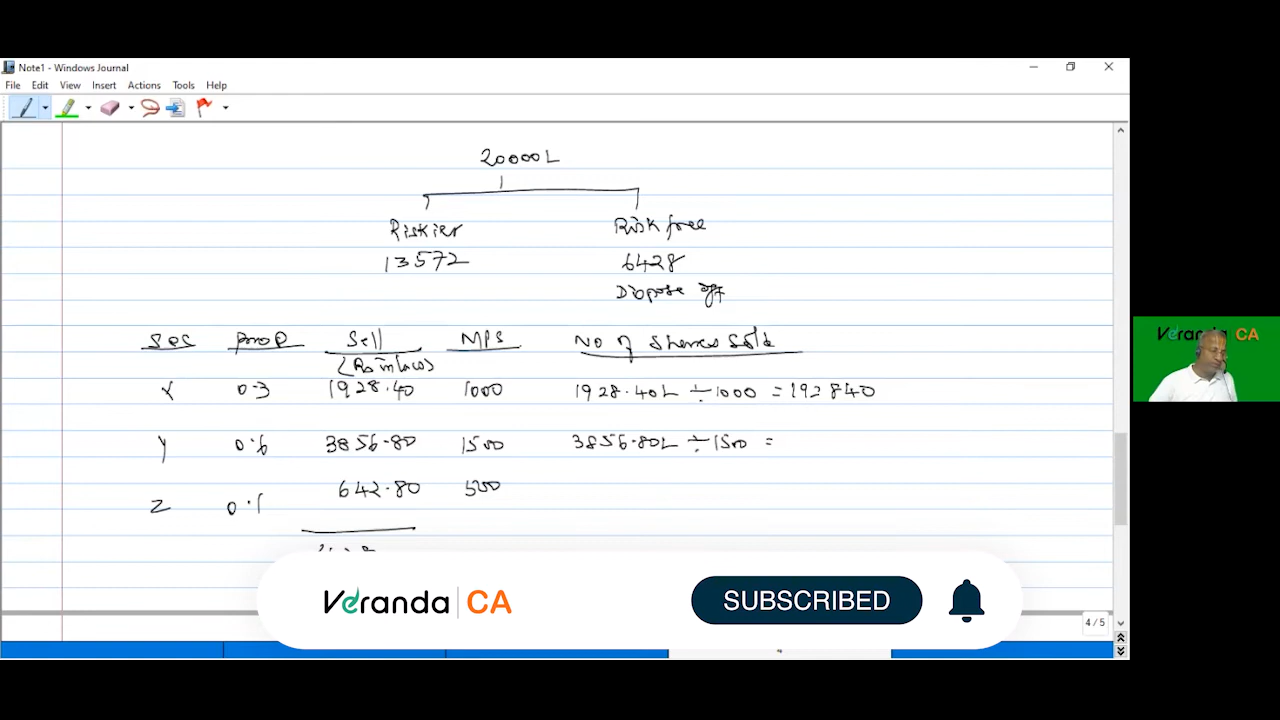 Note1 - Windows Journal
File Edit View Insert Actions Tools Help
20000L
Riskier Risk free
13572 6428
Dispose off
Sec Prop Sell MPS No of Shares Sold
(Rs in lacs)
X 0.3 1928.40 1000 1928.40L ÷ 1000 = 192840
Y 0.6 3856.80 1500 3856.80L ÷ 1500 =
Z 0.1 642.80 500
Veranda CA
Veranda | CA
SUBSCRIBED
4 / 5